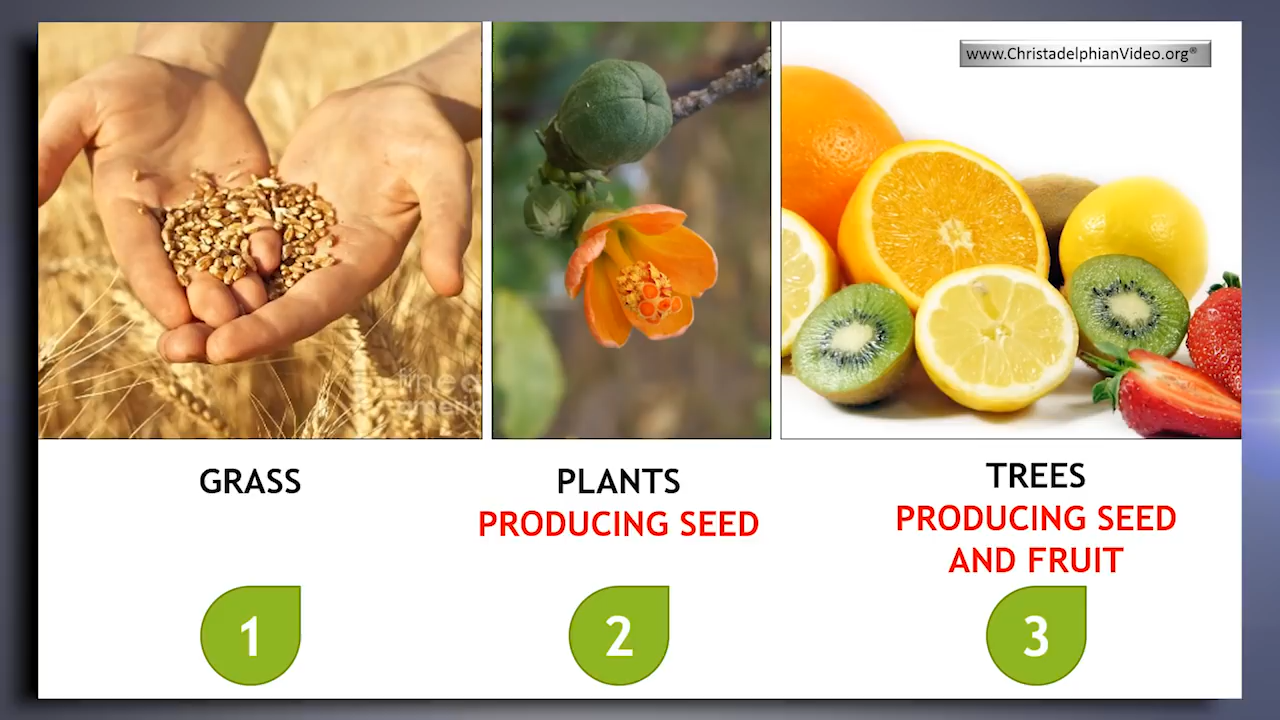 www.ChristadelphianVideo.org®
GRASS
PLANTS
PRODUCING SEED
TREES
PRODUCING SEED
AND FRUIT
1
2
3